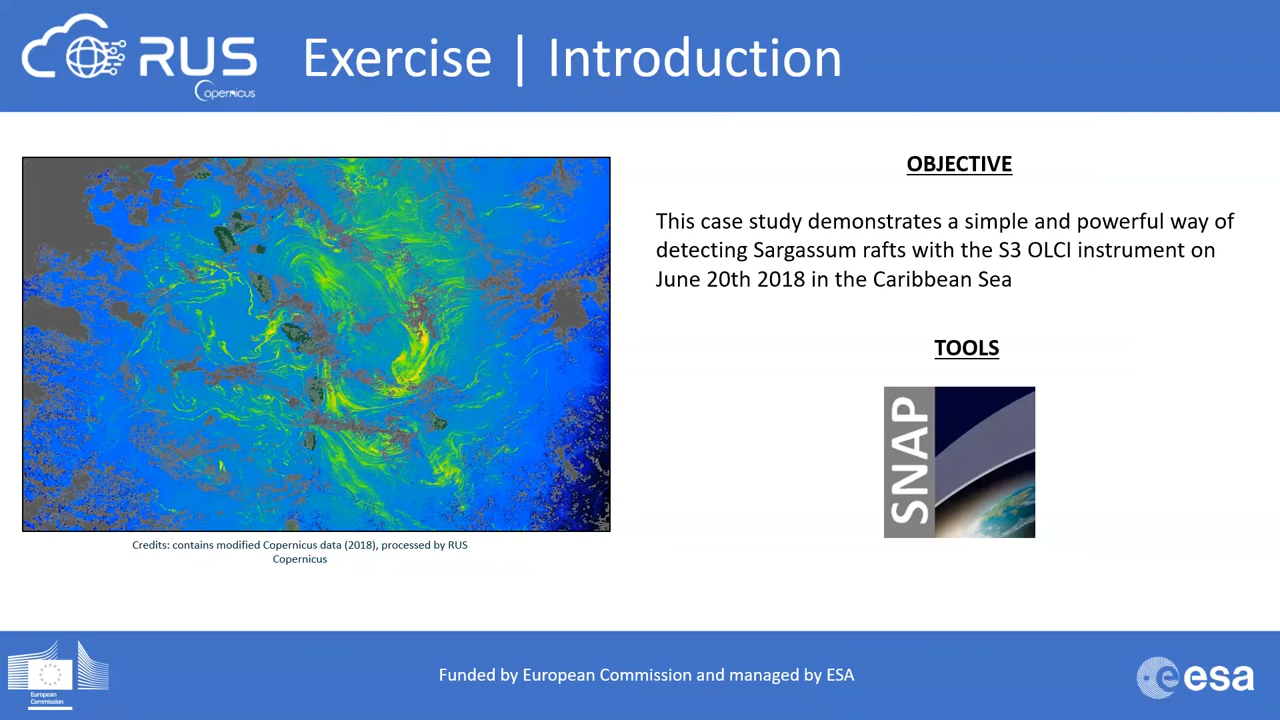 RUS
Copernicus
Exercise | Introduction
OBJECTIVE
This case study demonstrates a simple and powerful way of
detecting Sargassum rafts with the S3 OLCI instrument on
June 20th 2018 in the Caribbean Sea
TOOLS
SNAP
Credits: contains modified Copernicus data (2018), processed by RUS
Copernicus
European
Commission
Funded by European Commission and managed by ESA
esa